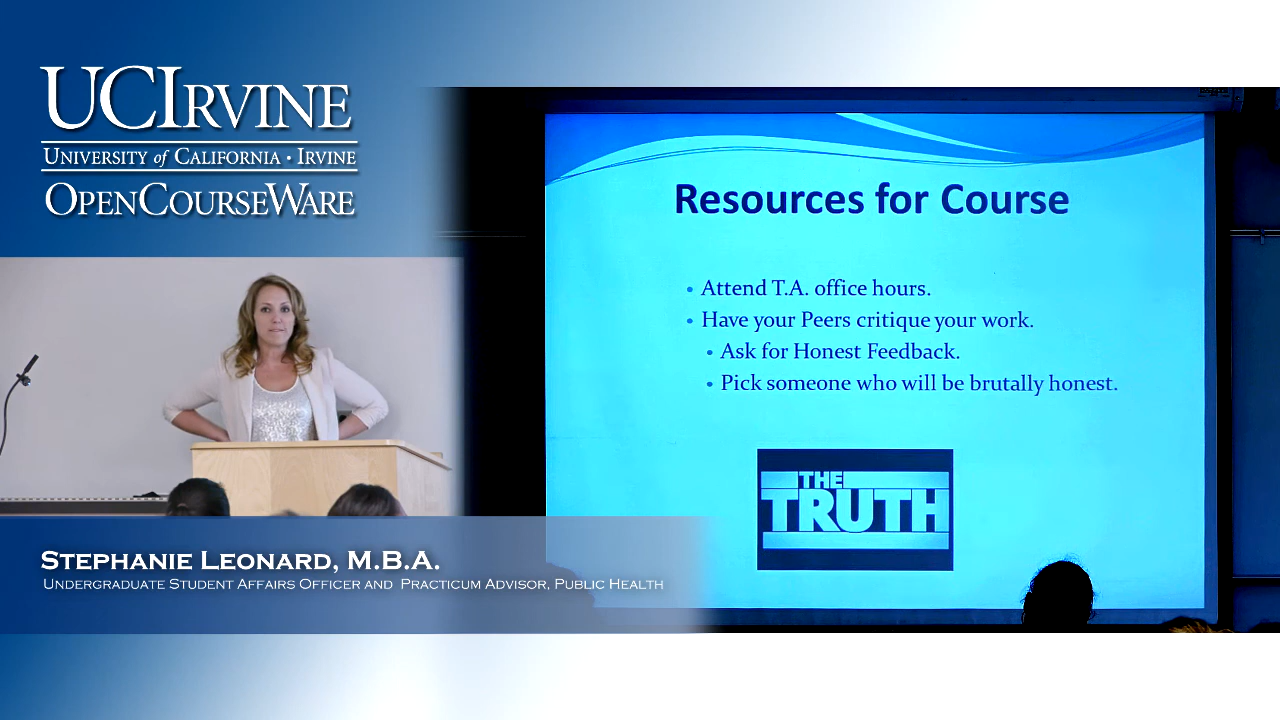 UCIRVINE
UNIVERSITY of CALIFORNIA · IRVINE
OPENCOURSEWARE
Resources for Course
• Attend T.A. office hours.
• Have your Peers critique your work.
• Ask for Honest Feedback.
• Pick someone who will be brutally honest.
THE
TRUTH
STEPHANIE LEONARD, M.B.A.
UNDERGRADUATE STUDENT AFFAIRS OFFICER AND PRACTICUM ADVISOR, PUBLIC HEALTH